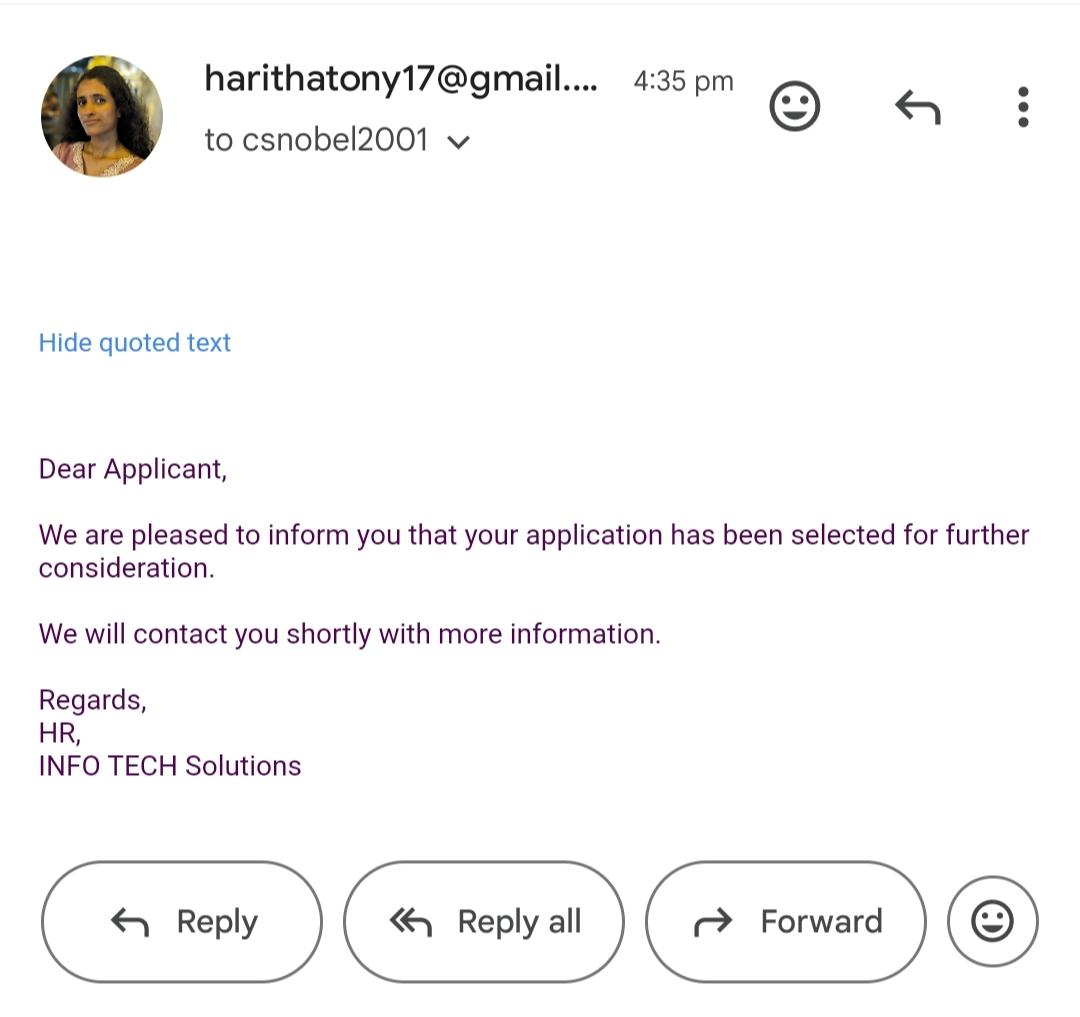 harithatony17@gmail.... 4:35 pm
to csnobel2001
Hide quoted text
Dear Applicant,
We are pleased to inform you that your application has been selected for further
consideration.
We will contact you shortly with more information.
Regards,
HR,
INFO TECH Solutions
Reply Reply all Forward